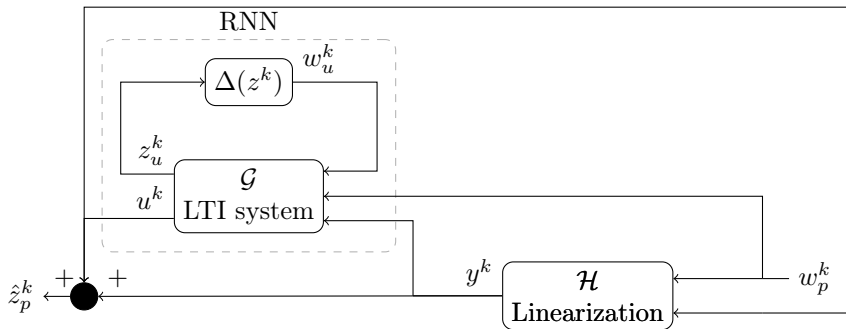 RNN
Δ(z^k)
w_u^k
z_u^k
𝒢
LTI system
u^k
+ +
ẑ_p^k
y^k
ℋ
Linearization
w_p^k